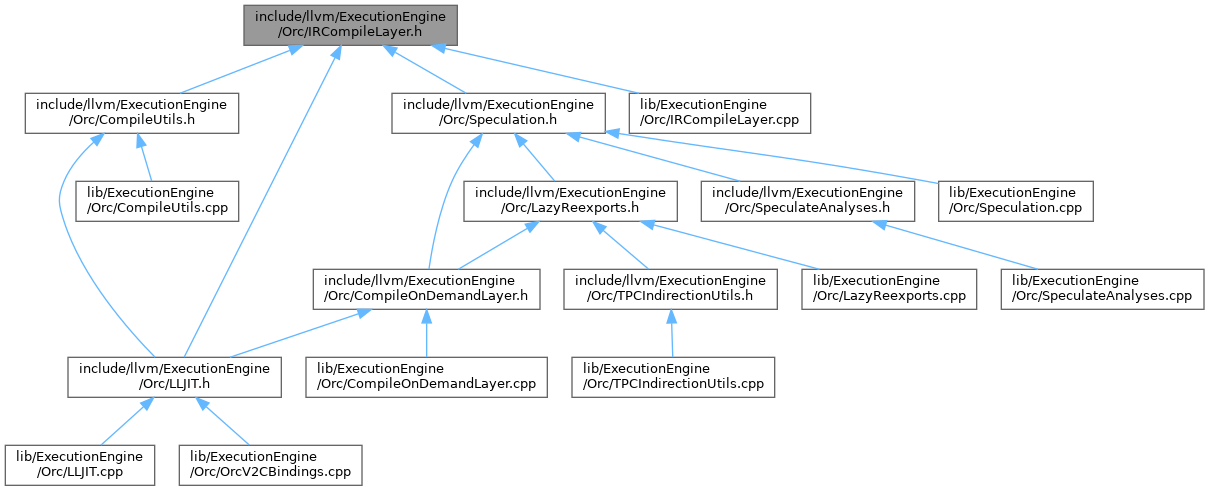 include/llvm/ExecutionEngine
/Orc/IRCompileLayer.h
include/llvm/ExecutionEngine
/Orc/CompileUtils.h
include/llvm/ExecutionEngine
/Orc/Speculation.h
lib/ExecutionEngine
/Orc/IRCompileLayer.cpp
lib/ExecutionEngine
/Orc/CompileUtils.cpp
include/llvm/ExecutionEngine
/Orc/LazyReexports.h
include/llvm/ExecutionEngine
/Orc/SpeculateAnalyses.h
lib/ExecutionEngine
/Orc/Speculation.cpp
include/llvm/ExecutionEngine
/Orc/CompileOnDemandLayer.h
include/llvm/ExecutionEngine
/Orc/TPCIndirectionUtils.h
lib/ExecutionEngine
/Orc/LazyReexports.cpp
lib/ExecutionEngine
/Orc/SpeculateAnalyses.cpp
include/llvm/ExecutionEngine
/Orc/LLJIT.h
lib/ExecutionEngine
/Orc/CompileOnDemandLayer.cpp
lib/ExecutionEngine
/Orc/TPCIndirectionUtils.cpp
lib/ExecutionEngine
/Orc/LLJIT.cpp
lib/ExecutionEngine
/Orc/OrcV2CBindings.cpp